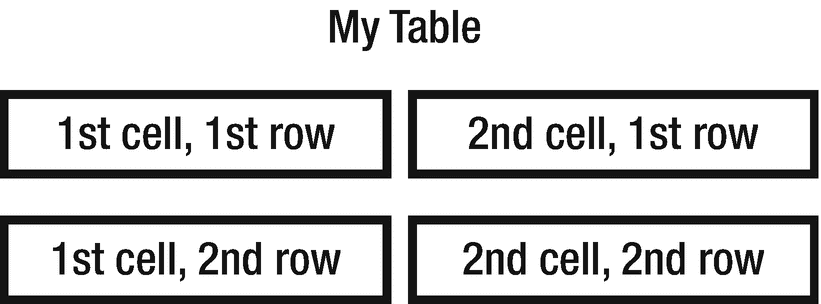 My Table
1st cell, 1st row
2nd cell, 1st row
1st cell, 2nd row
2nd cell, 2nd row